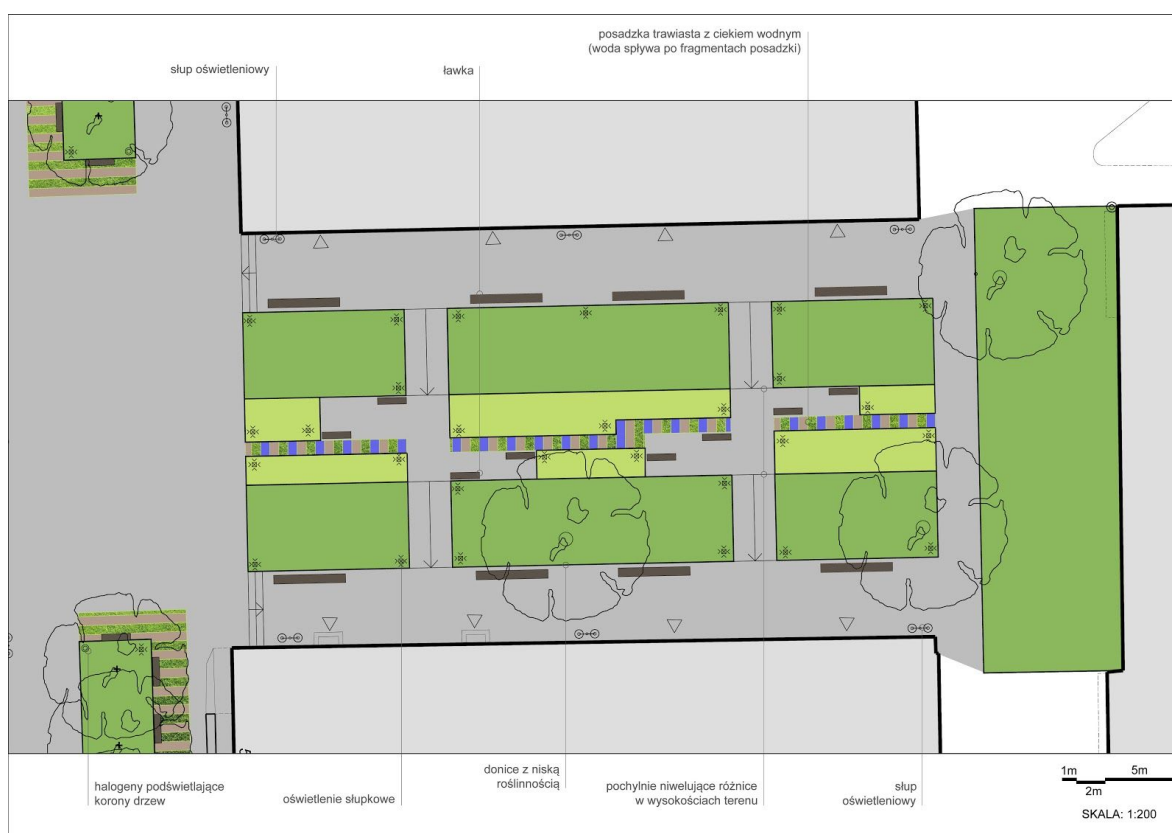 posadzka trawiasta z ciekiem wodnym
(woda spływa po fragmentach posadzki)
słup oświetleniowy
ławka
halogeny podświetlające
korony drzew
oświetlenie słupkowe
donice z niską
roślinnością
pochylnie niwelujące różnice
w wysokościach terenu
słup
oświetleniowy
1m 5m
2m
SKALA: 1:200